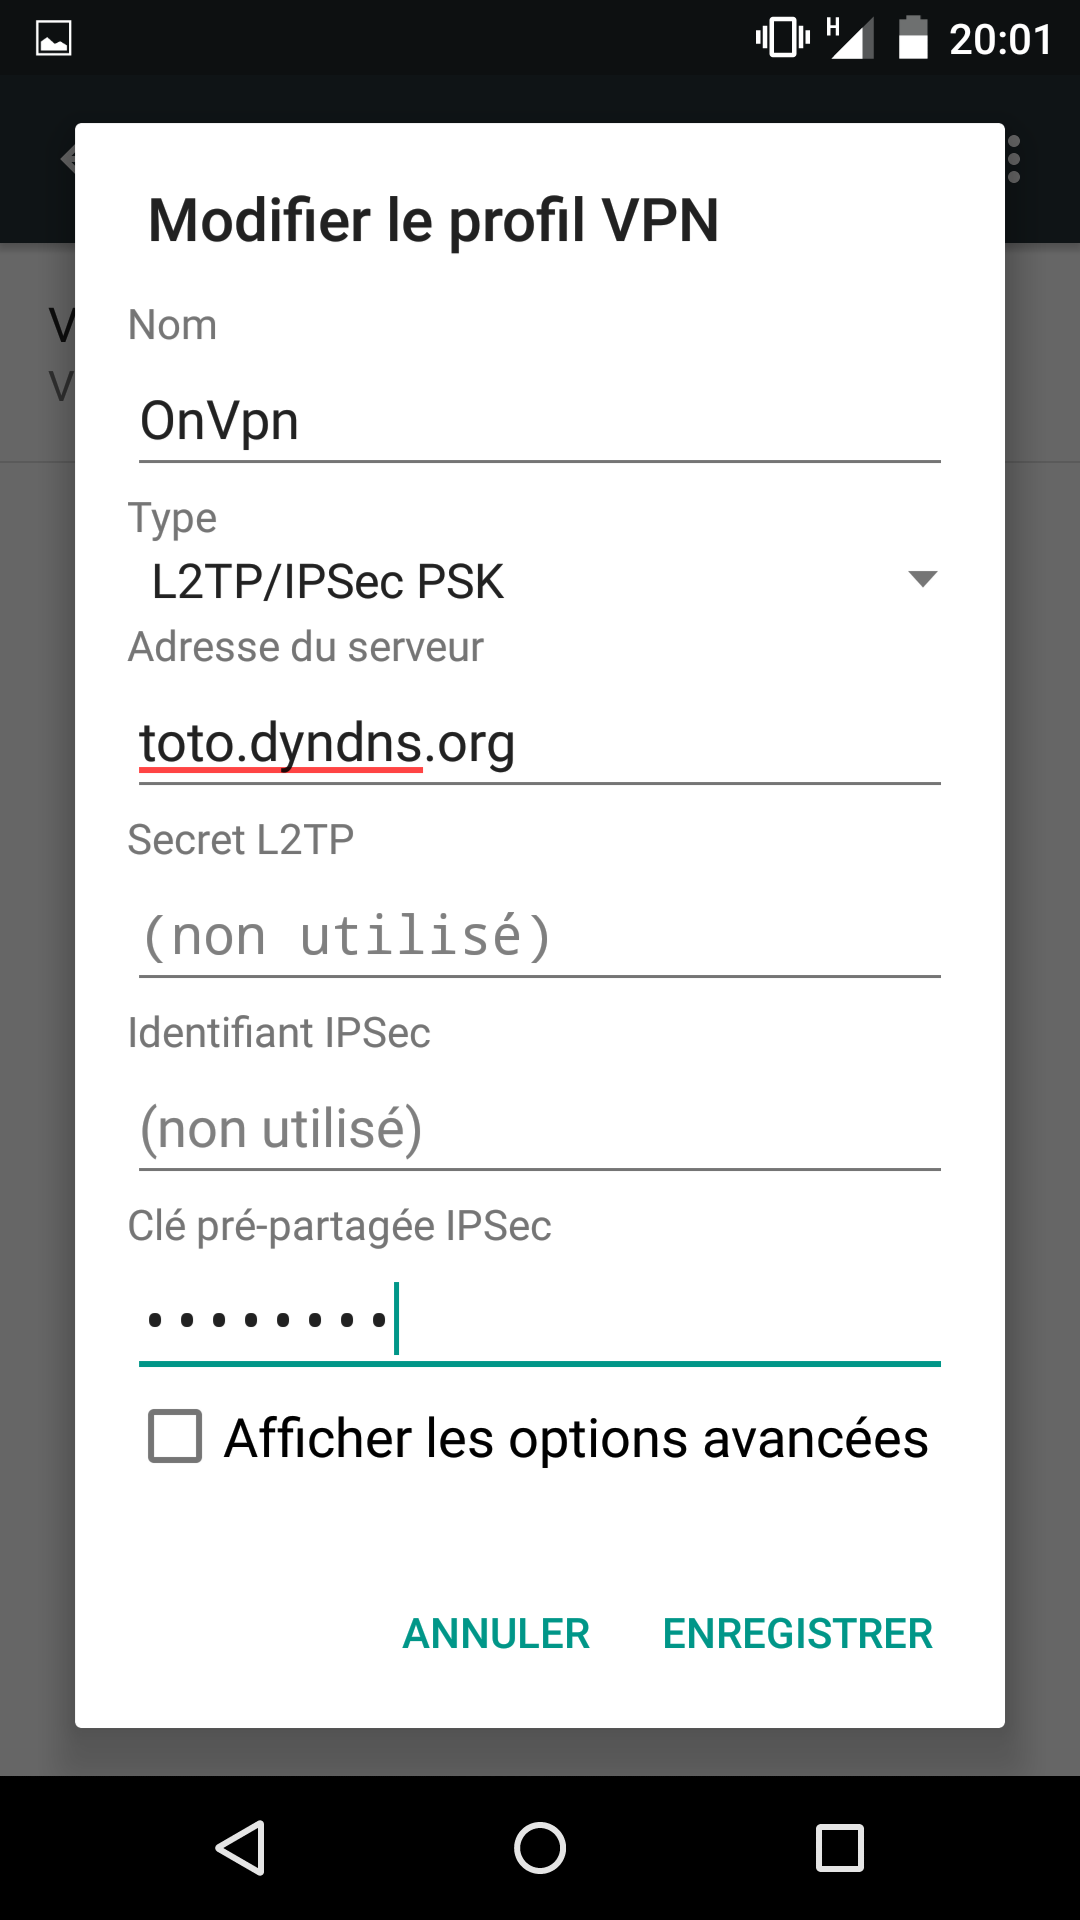 H 20:01
Modifier le profil VPN
V
Nom
V
OnVpn
Type
L2TP/IPSec PSK
Adresse du serveur
toto.dyndns.org
Secret L2TP
(non utilisé)
Identifiant IPSec
(non utilisé)
Clé pré-partagée IPSec
••••••••
Afficher les options avancées
ANNULER ENREGISTRER